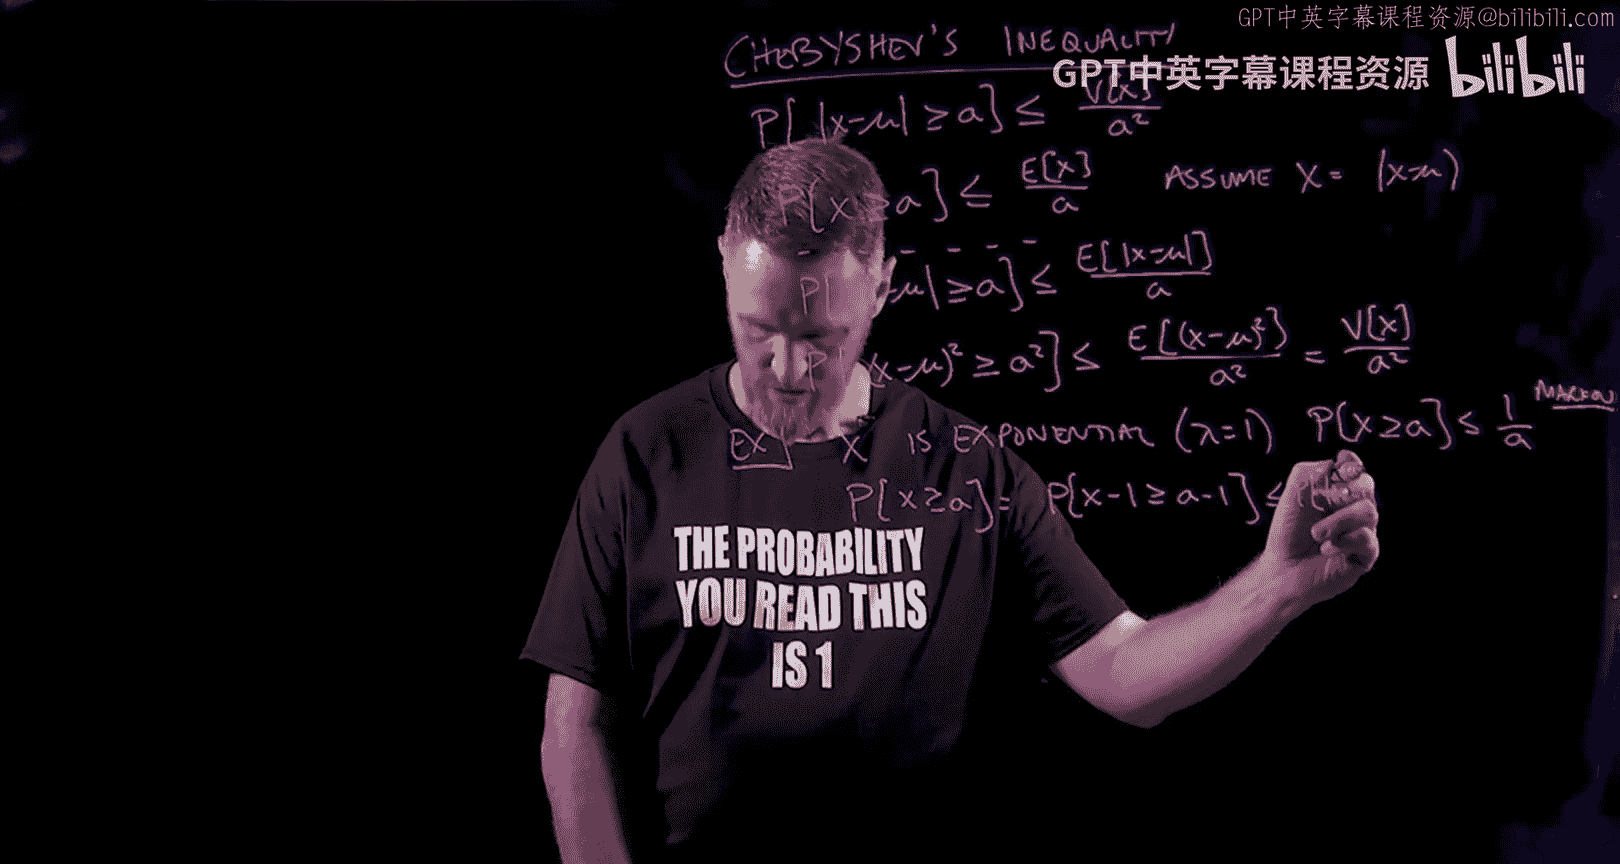 GPT中英字幕课程资源@bilibili.com
CHEBYSHEV'S INEQUALITY
GPT中英字幕课程资源 bilibili
P[|x-μ| ≥ a] ≤ V[x]/a²
P[x ≥ a] ≤ E[x]/a ASSUME X = |x-μ|
P[ -μ| ≥ a] ≤ E[|x-μ|]/a
P[(x-μ)² ≥ a²] ≤ E[(x-μ)²]/a² = V[x]/a²
EX X IS EXPONENTIAL (λ=1) P[x ≥ a] ≤ 1/a MARKOV
P[x ≥ a] = P[x-1 ≥ a-1] ≤
THE PROBABILITY
YOU READ THIS
IS 1